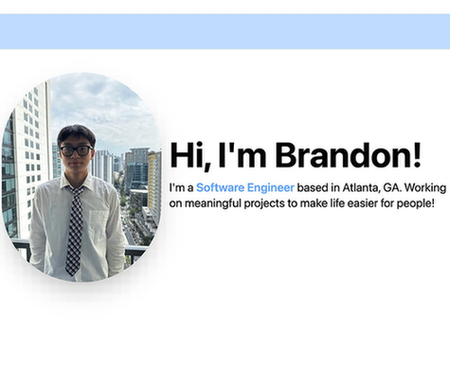 Hi, I'm Brandon!
I'm a Software Engineer based in Atlanta, GA. Working
on meaningful projects to make life easier for people!